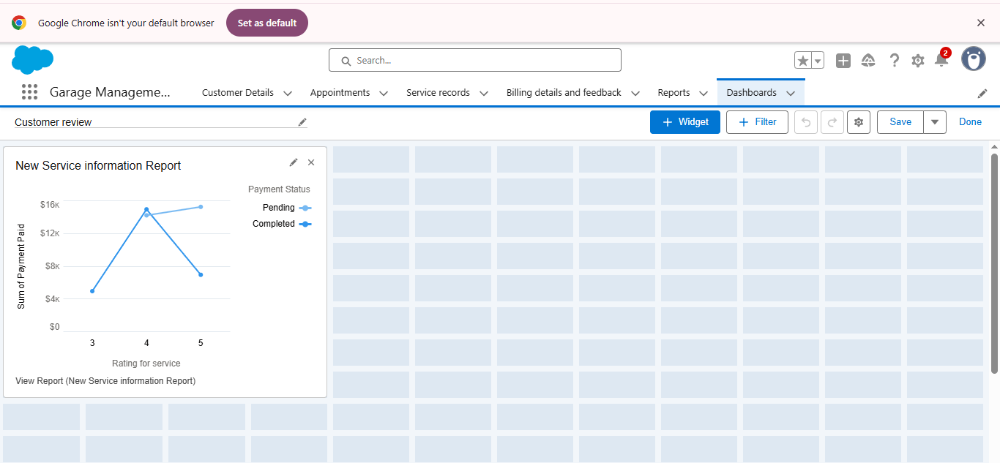 Google Chrome isn't your default browser Set as default
Search...
2
Garage Manageme... Customer Details Appointments Service records Billing details and feedback Reports Dashboards
Customer review
+ Widget + Filter Save Done
New Service information Report
Payment Status
Pending
Completed
Sum of Payment Paid
$16K
$12K
$8K
$4K
$0
3 4 5
Rating for service
View Report (New Service information Report)